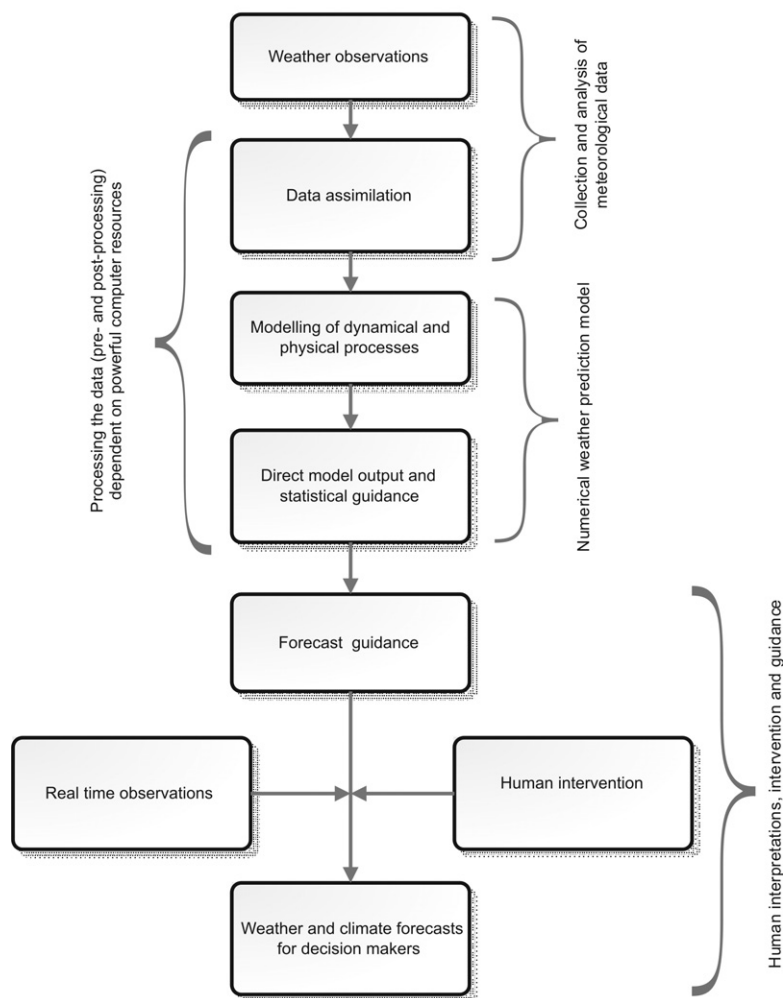 Weather observations
Collection and analysis of
meteorological data
Data assimilation
Processing the data (pre- and post-processing)
dependent on powerful computer resources
Modelling of dynamical and
physical processes
Numerical weather prediction model
Direct model output and
statistical guidance
Forecast guidance
Human interpretations, intervention and guidance
Real time observations
Human intervention
Weather and climate forecasts
for decision makers